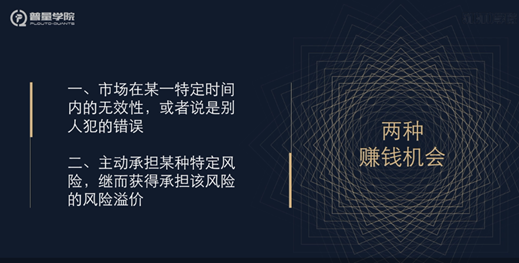 普量学院
PLOUTO-QUANTS
一、市场在某一特定时间
内的无效性，或者说是别
人犯的错误
二、主动承担某种特定风
险，继而获得承担该风险
的风险溢价
两种
赚钱机会